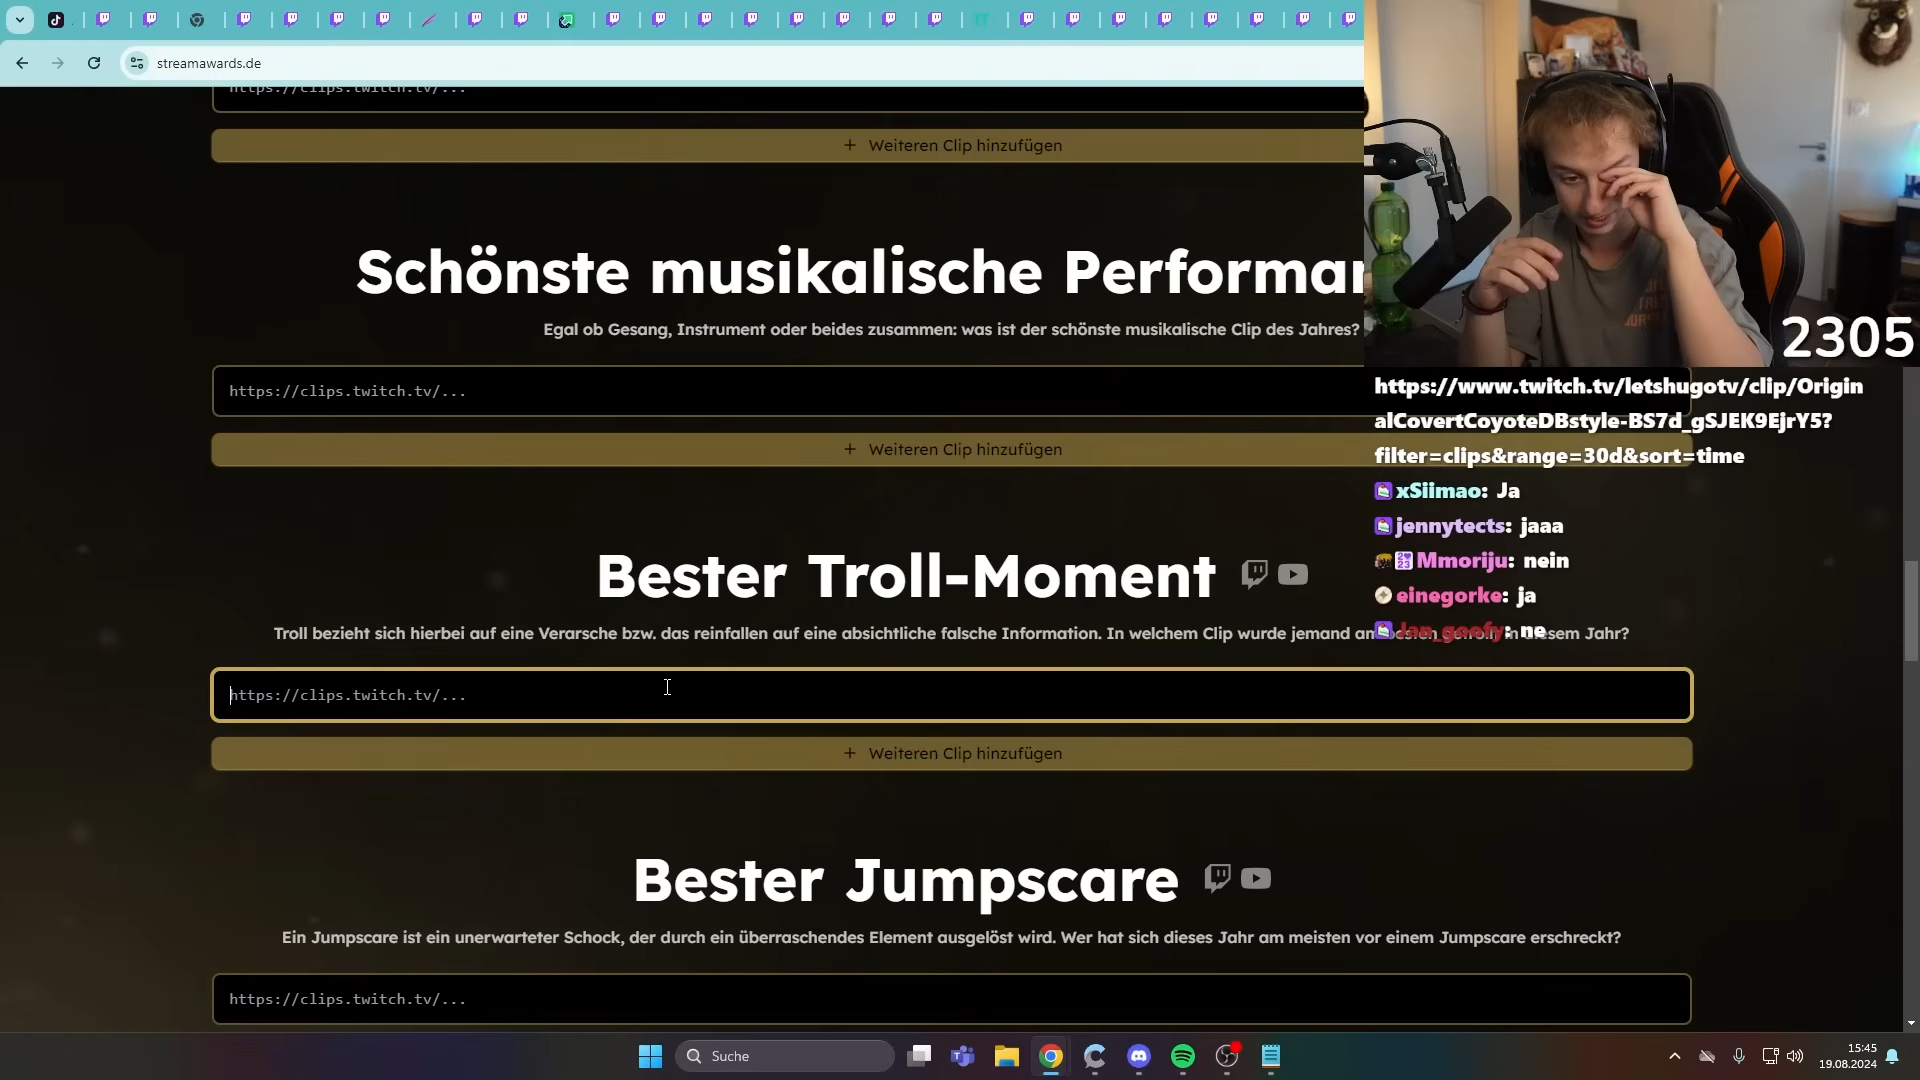 streamawards.de
https://clips.twitch.tv/...
+ Weiteren Clip hinzufügen
Schönste musikalische Performan
Egal ob Gesang, Instrument oder beides zusammen: was ist der schönste musikalische Clip des Jahres?
https://clips.twitch.tv/...
+ Weiteren Clip hinzufügen
Bester Troll-Moment
Troll bezieht sich hierbei auf eine Verarsche bzw. das reinfallen auf eine absichtliche falsche Information. In welchem Clip wurde jemand am Jahr?
https://clips.twitch.tv/...
+ Weiteren Clip hinzufügen
Bester Jumpscare
Ein Jumpscare ist ein unerwarteter Schock, der durch ein überraschendes Element ausgelöst wird. Wer hat sich dieses Jahr am meisten vor einem Jumpscare erschreckt?
https://clips.twitch.tv/...
2305
https://www.twitch.tv/letshugotv/clip/Origin
alCovertCoyoteDBstyle-BS7d_gSJEK9EjrY5?
filter=clips&range=30d&sort=time
xSiimao: Ja
jennytects: jaaa
Mmoriju: nein
einegorke: ja
Jan_goofy: ne
Suche
15:45
19.08.2024